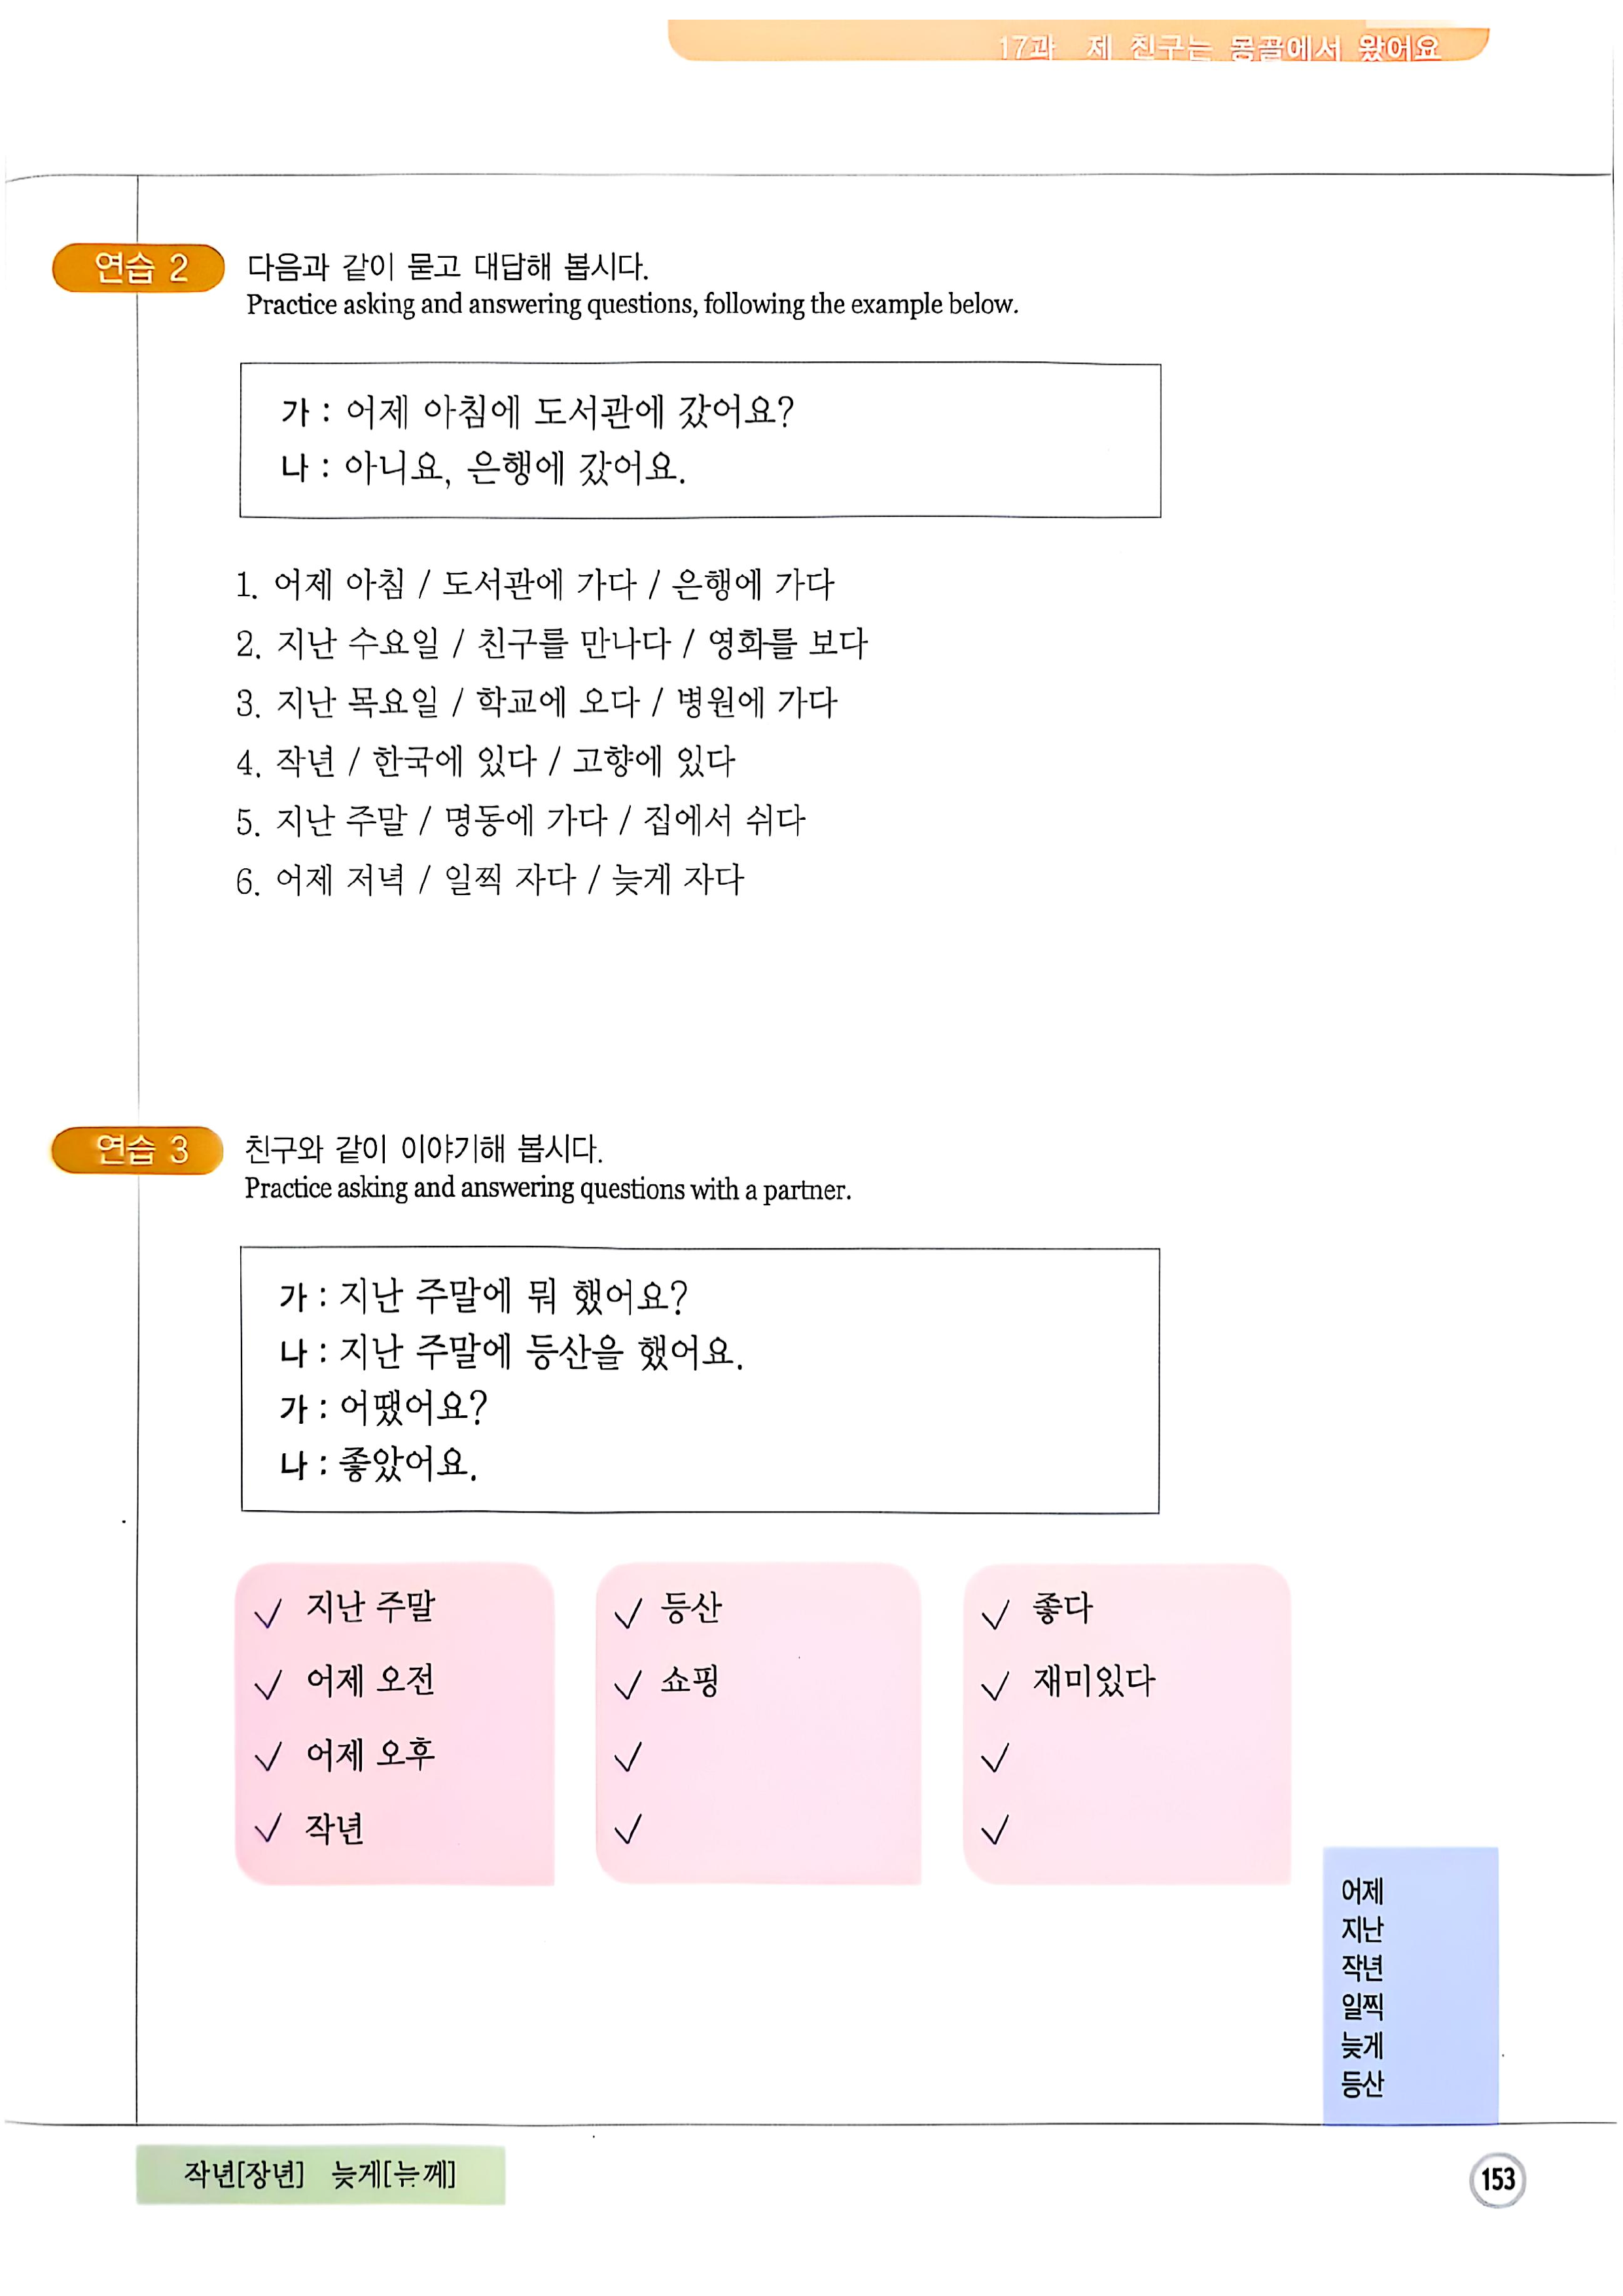 17과 제 친구는 몽골에서 왔어요
연습 2
다음과 같이 묻고 대답해 봅시다.
Practice asking and answering questions, following the example below.
가 : 어제 아침에 도서관에 갔어요?
나 : 아니요, 은행에 갔어요.
1. 어제 아침 / 도서관에 가다 / 은행에 가다
2. 지난 수요일 / 친구를 만나다 / 영화를 보다
3. 지난 목요일 / 학교에 오다 / 병원에 가다
4. 작년 / 한국에 있다 / 고향에 있다
5. 지난 주말 / 명동에 가다 / 집에서 쉬다
6. 어제 저녁 / 일찍 자다 / 늦게 자다
연습 3
친구와 같이 이야기해 봅시다.
Practice asking and answering questions with a partner.
가 : 지난 주말에 뭐 했어요?
나 : 지난 주말에 등산을 했어요.
가 : 어땠어요?
나 : 좋았어요.
✓ 지난 주말
✓ 어제 오전
✓ 어제 오후
✓ 작년
✓ 등산
✓ 쇼핑
✓
✓
✓ 좋다
✓ 재미있다
✓
✓
어제
지난
작년
일찍
늦게
등산
작년[장년] 늦게[늗께]
153